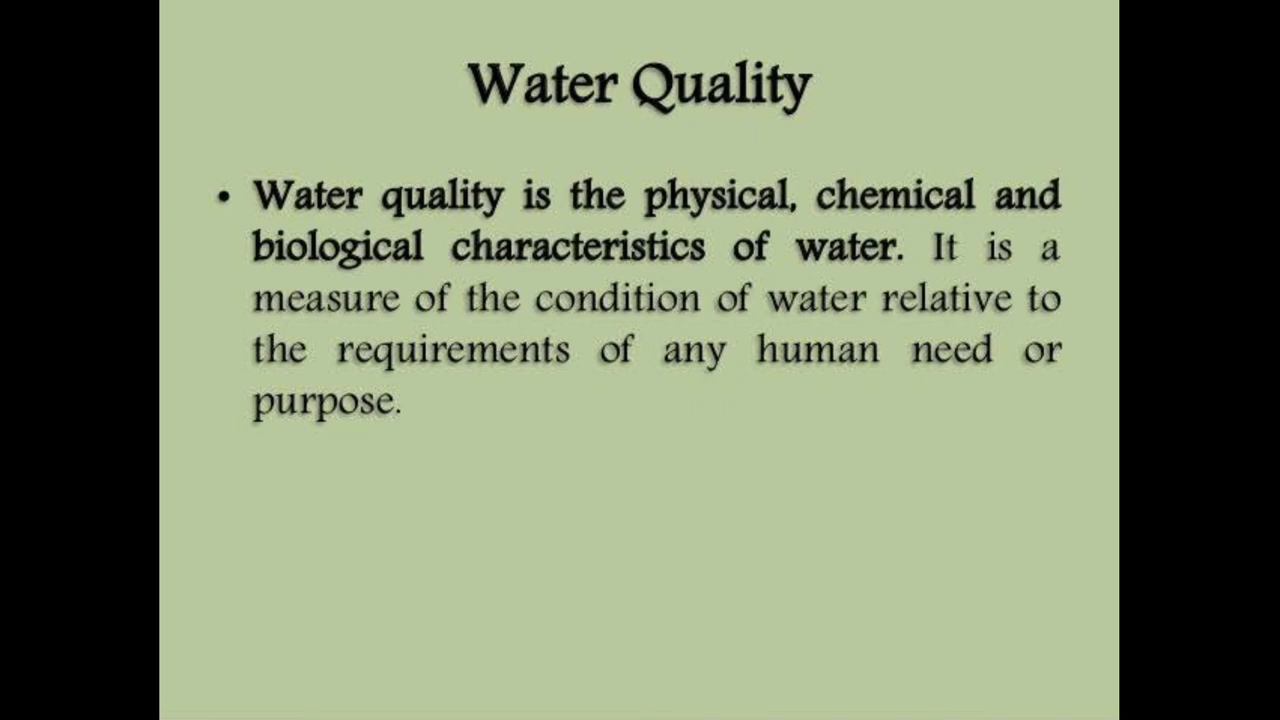 Water Quality
• Water quality is the physical, chemical and
biological characteristics of water. It is a
measure of the condition of water relative to
the requirements of any human need or
purpose.